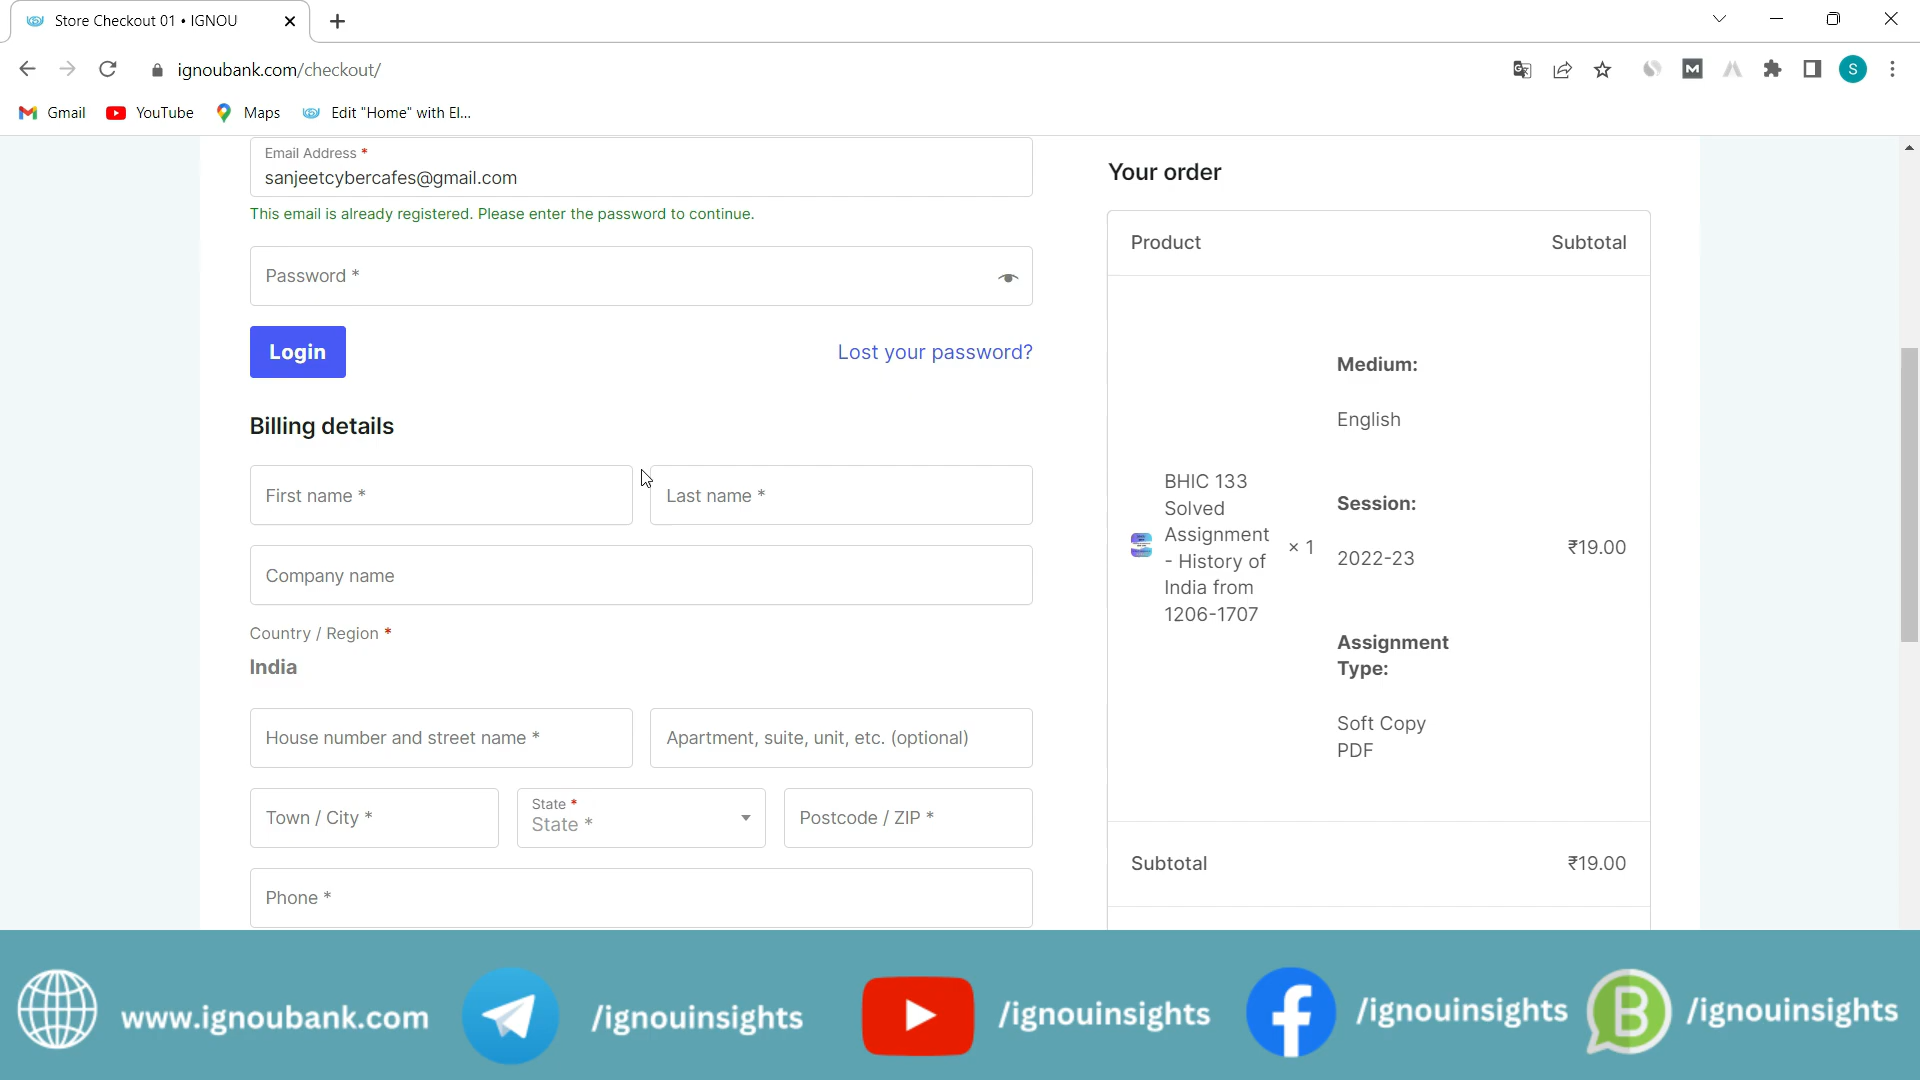 Store Checkout 01 • IGNOU
ignoubank.com/checkout/
S
Gmail YouTube Maps Edit "Home" with El...
Email Address *
sanjeetcybercafes@gmail.com
This email is already registered. Please enter the password to continue.
Password *
Login
Lost your password?
Billing details
First name *
Last name *
Company name
Country / Region *
India
House number and street name *
Apartment, suite, unit, etc. (optional)
Town / City *
State *
State *
Postcode / ZIP *
Phone *
Your order
Product Subtotal
BHIC 133
Solved
Assignment
- History of
India from
1206-1707
× 1
Medium:
English
Session:
2022-23
Assignment
Type:
Soft Copy
PDF
₹19.00
Subtotal ₹19.00
www.ignoubank.com /ignouinsights /ignouinsights /ignouinsights /ignouinsights